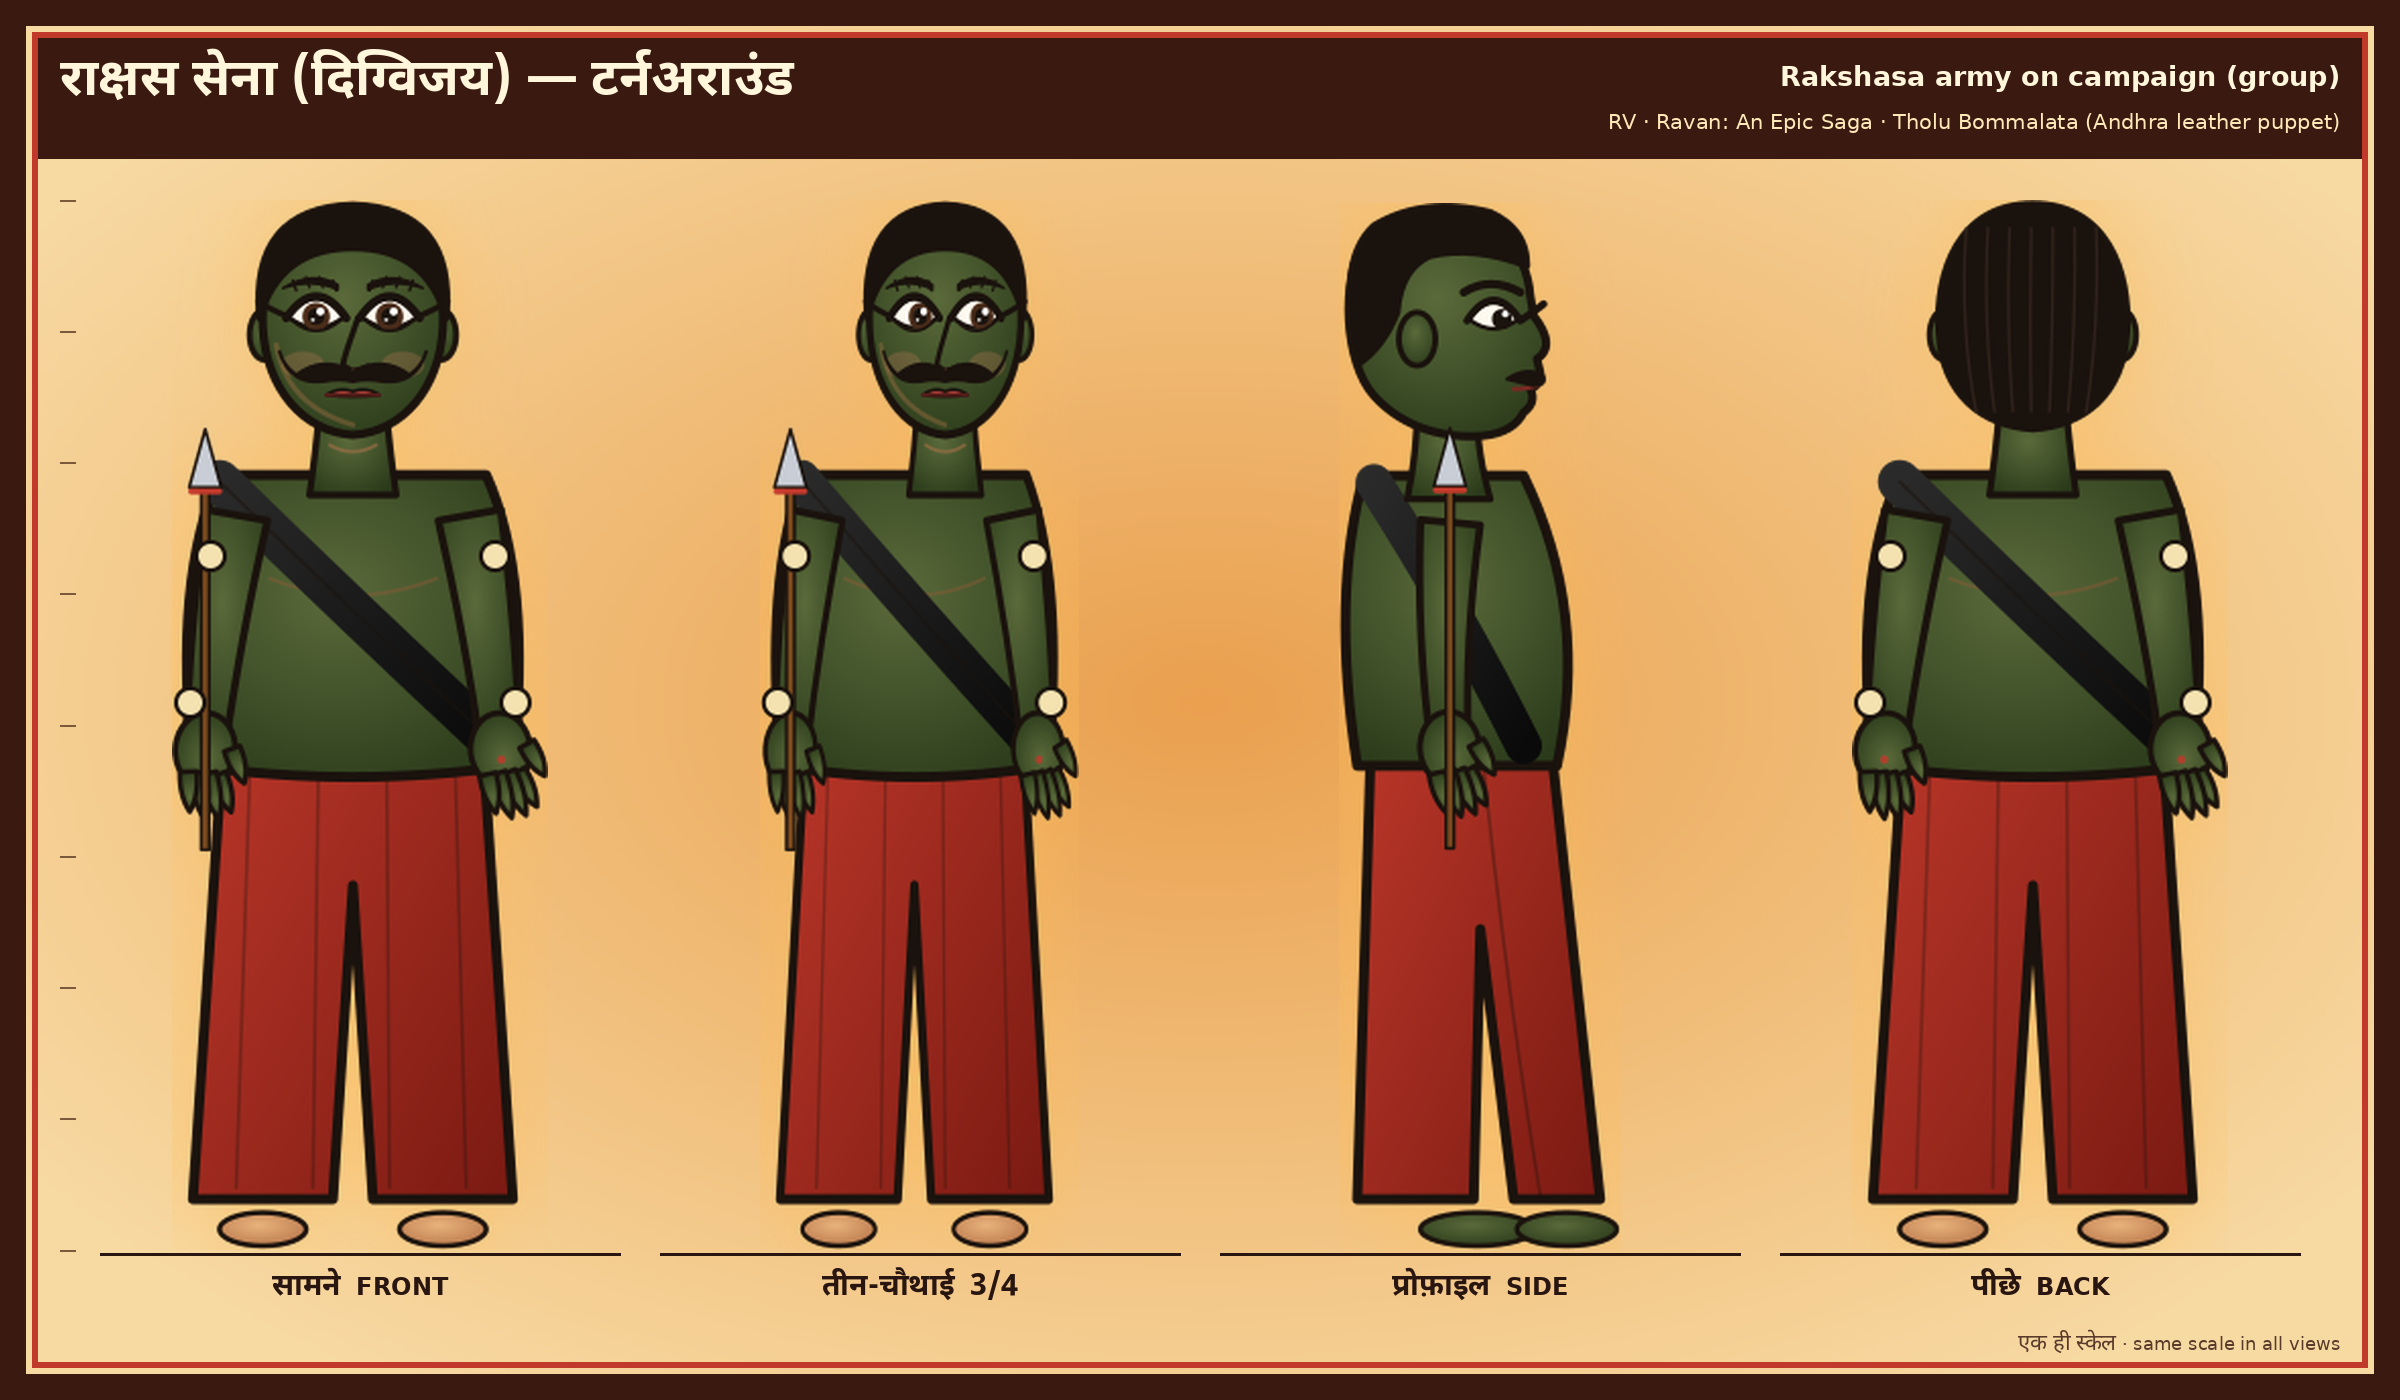 राक्षस सेना (दिग्विजय) — टर्नअराउंड
Rakshasa army on campaign (group)
RV · Ravan: An Epic Saga · Tholu Bommalata (Andhra leather puppet)
सामने FRONT
तीन-चौथाई 3/4
प्रोफ़ाइल SIDE
पीछे BACK
एक ही स्केल · same scale in all views